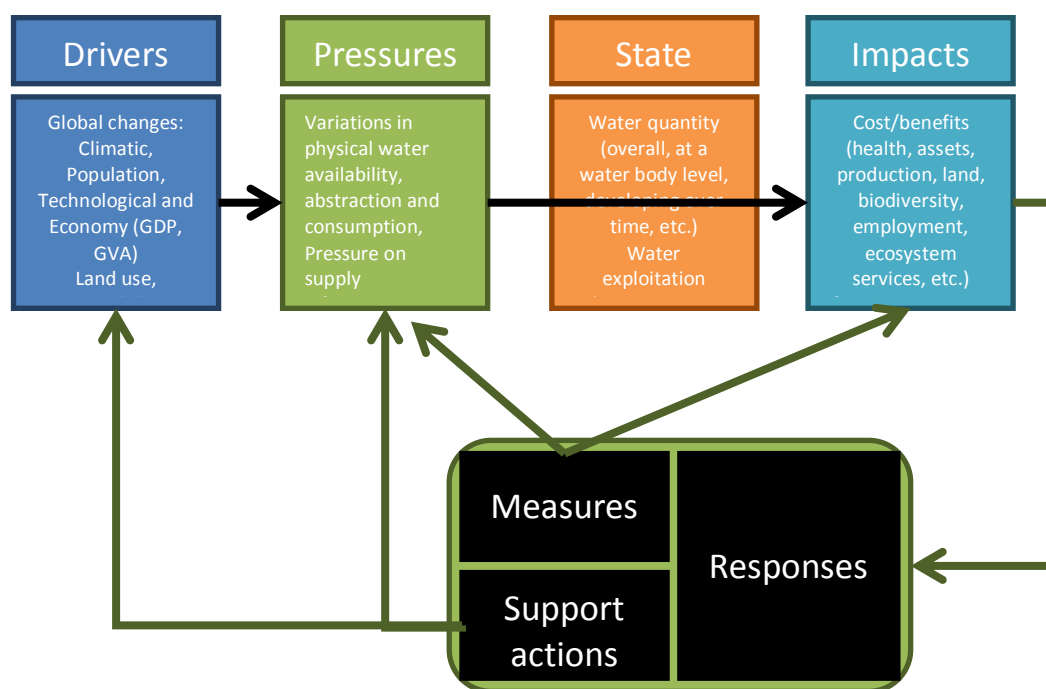 Drivers
Pressures
State
Impacts
Global changes:
Climatic,
Population,
Technological and
Economy (GDP,
GVA)
Land use,
Variations in
physical water
availability,
abstraction and
consumption,
Pressure on
supply
Water quantity
(overall, at a
water body level,
developing over
time, etc.)
Water
exploitation
Cost/benefits
(health, assets,
production, land,
biodiversity,
employment,
ecosystem
services, etc.)
Measures
Support
actions
Responses